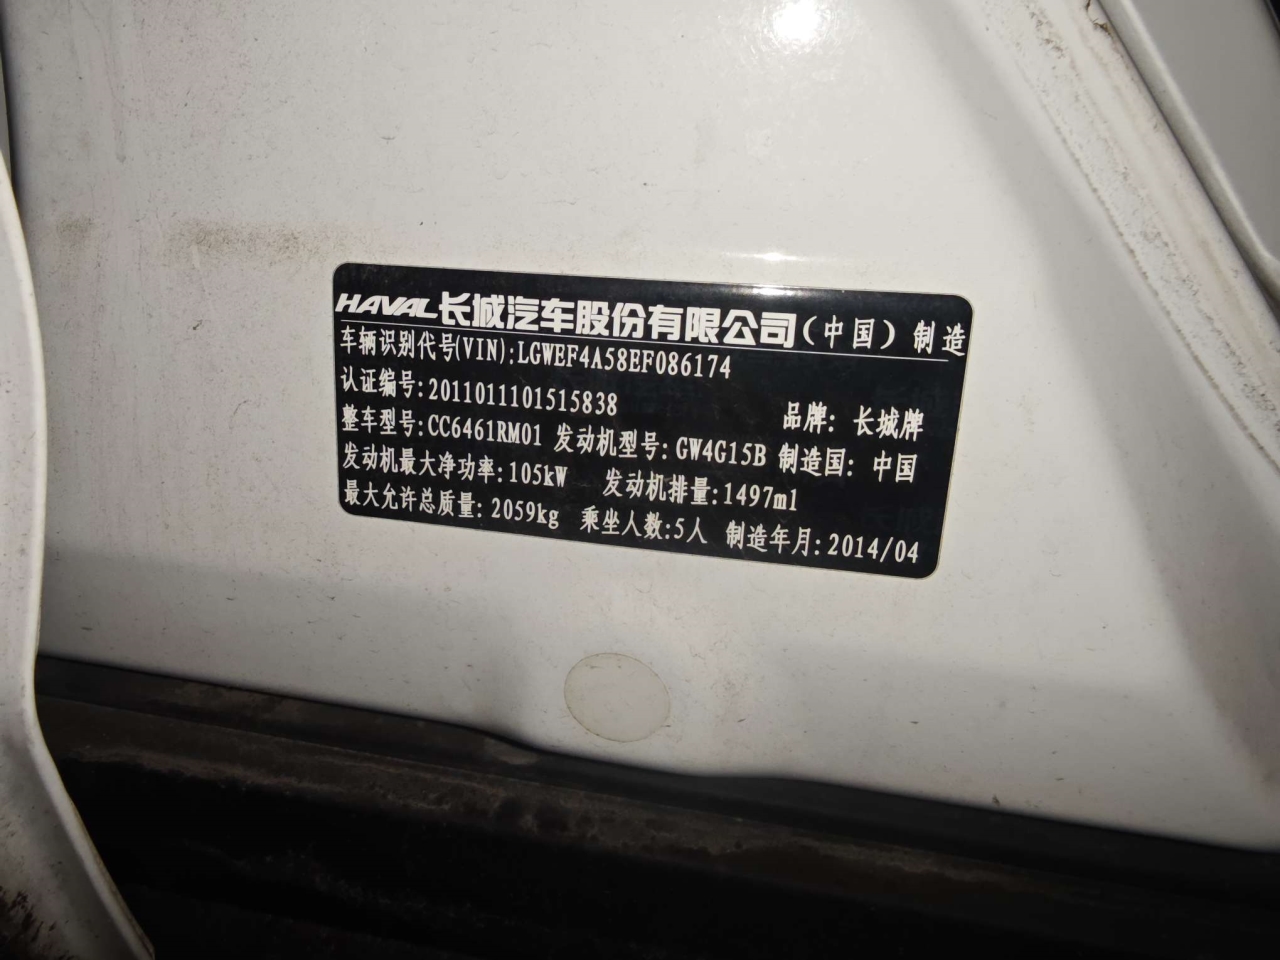 HAVAL长城汽车股份有限公司（中国）制造
车辆识别代号(VIN):LGWEF4A58EF086174
认证编号:2011011101515838 品牌：长城牌
整车型号:CC6461RM01 发动机型号:GW4G15B 制造国：中国
发动机最大净功率:105kW 发动机排量:1497ml
最大允许总质量:2059kg 乘坐人数:5人 制造年月:2014/04